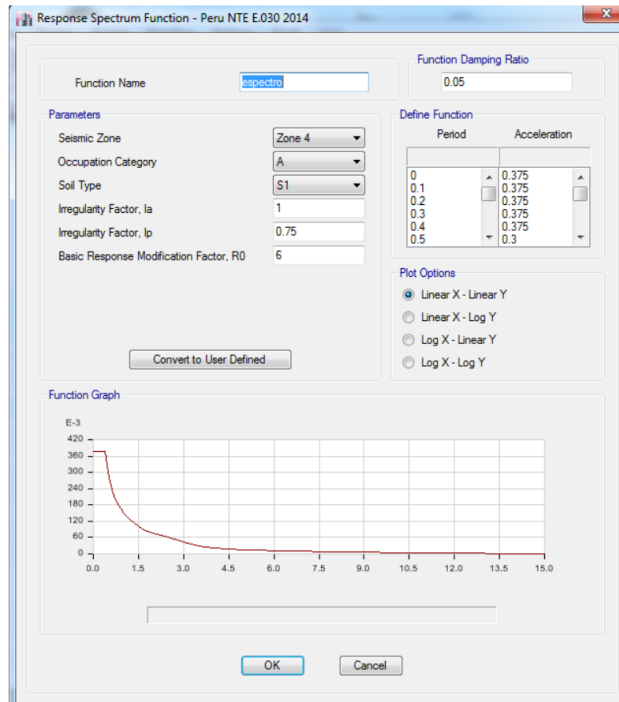 Response Spectrum Function - Peru NTE E.030 2014
Function Name
espectro
Function Damping Ratio
0.05
Parameters
Seismic Zone
Zone 4
Occupation Category
A
Soil Type
S1
Irregularity Factor, Ia
1
Irregularity Factor, Ip
0.75
Basic Response Modification Factor, R0
6
Convert to User Defined
Define Function
Period Acceleration
0 0.375
0.1 0.375
0.2 0.375
0.3 0.375
0.4 0.375
0.5 0.3
Plot Options
Linear X - Linear Y
Linear X - Log Y
Log X - Linear Y
Log X - Log Y
Function Graph
E-3
420
360
300
240
180
120
60
0
0.0 1.5 3.0 4.5 6.0 7.5 9.0 10.5 12.0 13.5 15.0
OK Cancel